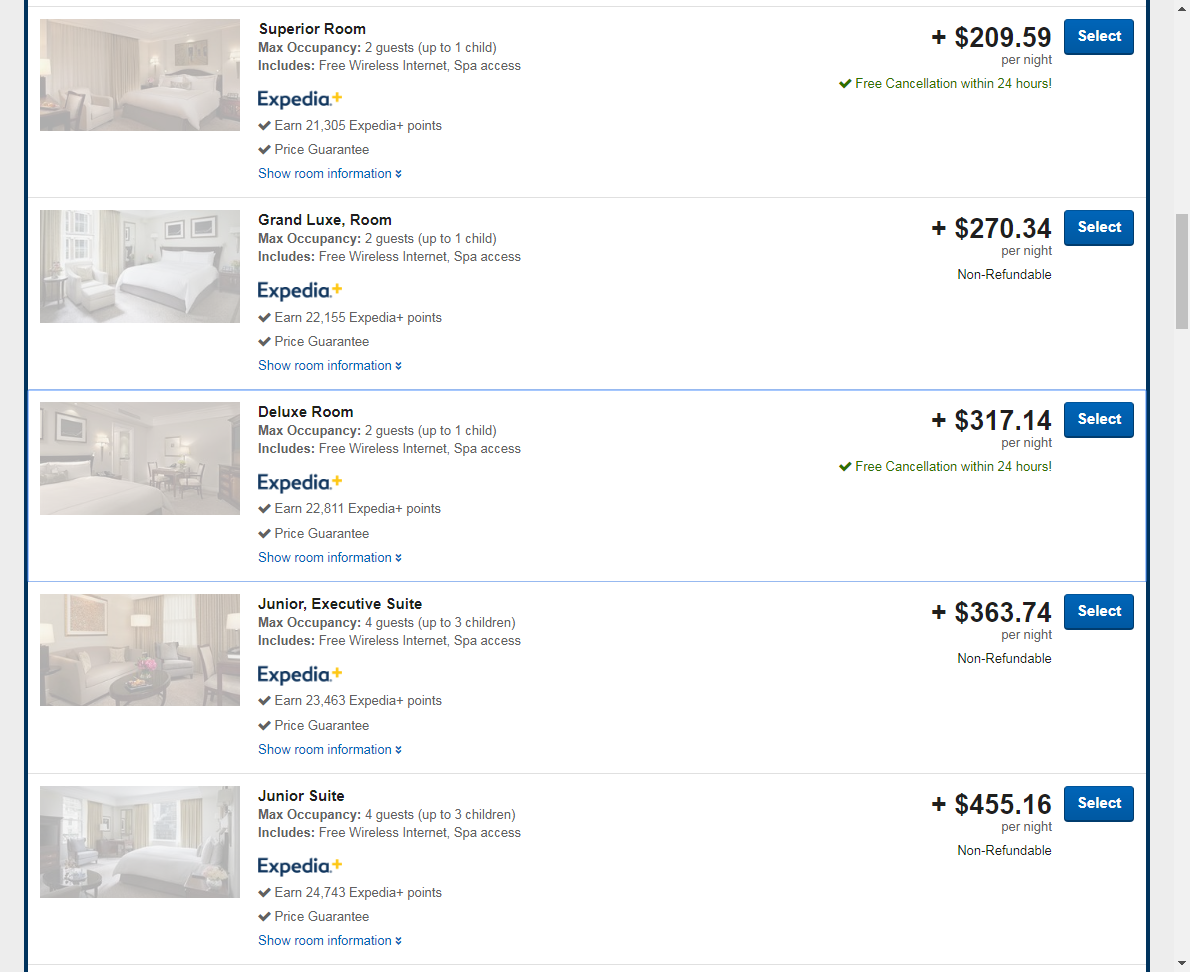 Superior Room
Max Occupancy: 2 guests (up to 1 child)
Includes: Free Wireless Internet, Spa access
Expedia+
Earn 21,305 Expedia+ points
Price Guarantee
Show room information
+ $209.59
per night
Free Cancellation within 24 hours!
Select
Grand Luxe, Room
Max Occupancy: 2 guests (up to 1 child)
Includes: Free Wireless Internet, Spa access
Expedia+
Earn 22,155 Expedia+ points
Price Guarantee
Show room information
+ $270.34
per night
Non-Refundable
Select
Deluxe Room
Max Occupancy: 2 guests (up to 1 child)
Includes: Free Wireless Internet, Spa access
Expedia+
Earn 22,811 Expedia+ points
Price Guarantee
Show room information
+ $317.14
per night
Free Cancellation within 24 hours!
Select
Junior, Executive Suite
Max Occupancy: 4 guests (up to 3 children)
Includes: Free Wireless Internet, Spa access
Expedia+
Earn 23,463 Expedia+ points
Price Guarantee
Show room information
+ $363.74
per night
Non-Refundable
Select
Junior Suite
Max Occupancy: 4 guests (up to 3 children)
Includes: Free Wireless Internet, Spa access
Expedia+
Earn 24,743 Expedia+ points
Price Guarantee
Show room information
+ $455.16
per night
Non-Refundable
Select